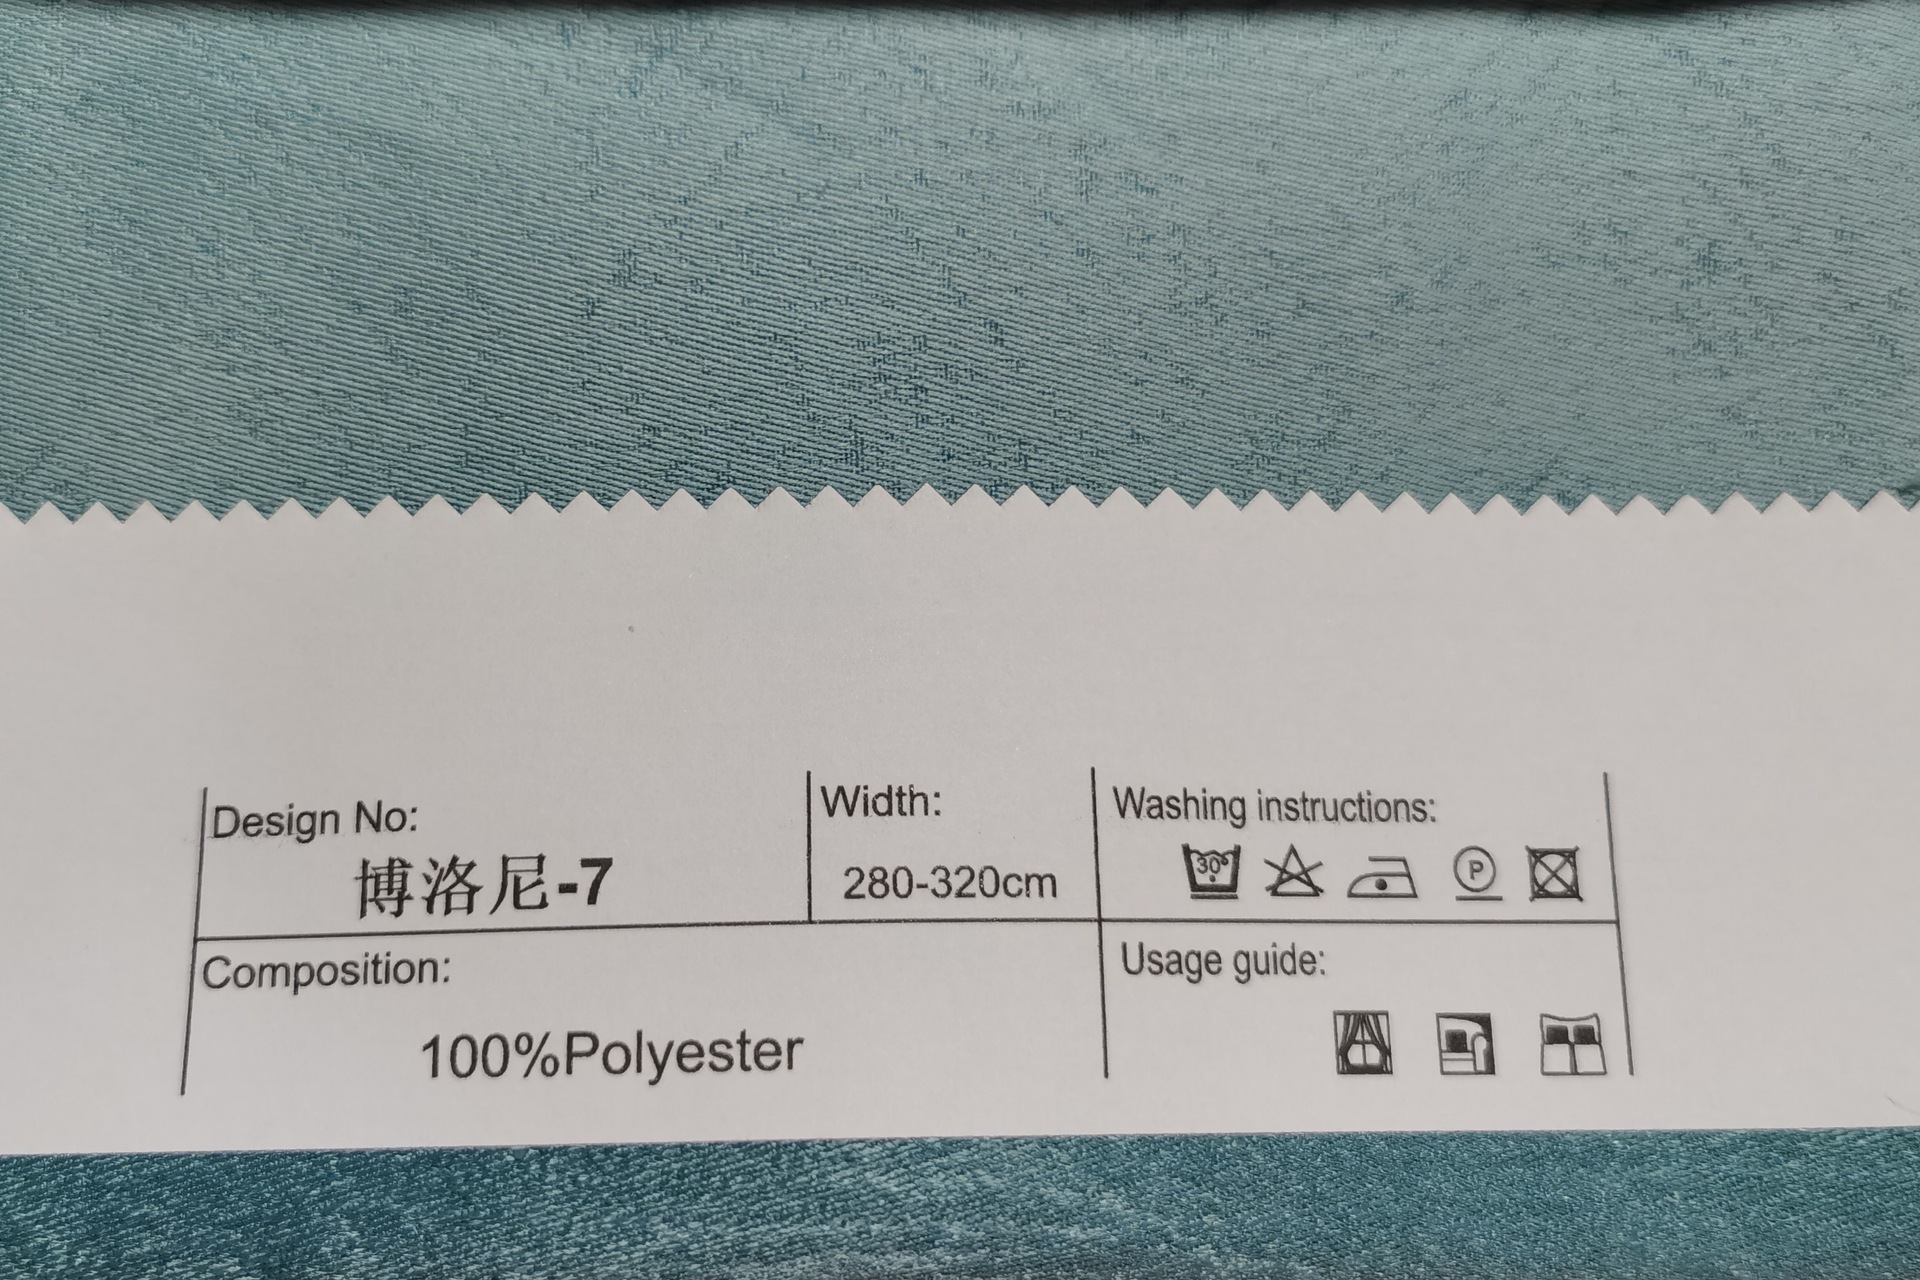 Design No:
博洛尼-7
Width:
280-320cm
Washing instructions:
30°
P
Composition:
100%Polyester
Usage guide: